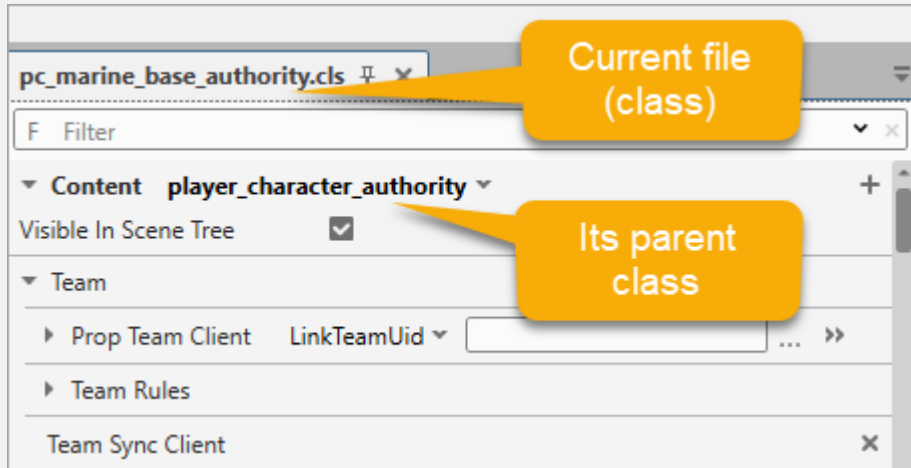 pc_marine_base_authority.cls
Current file
(class)
F Filter
Content player_character_authority
Visible In Scene Tree
Its parent
class
Team
Prop Team Client LinkTeamUid ...
Team Rules
Team Sync Client